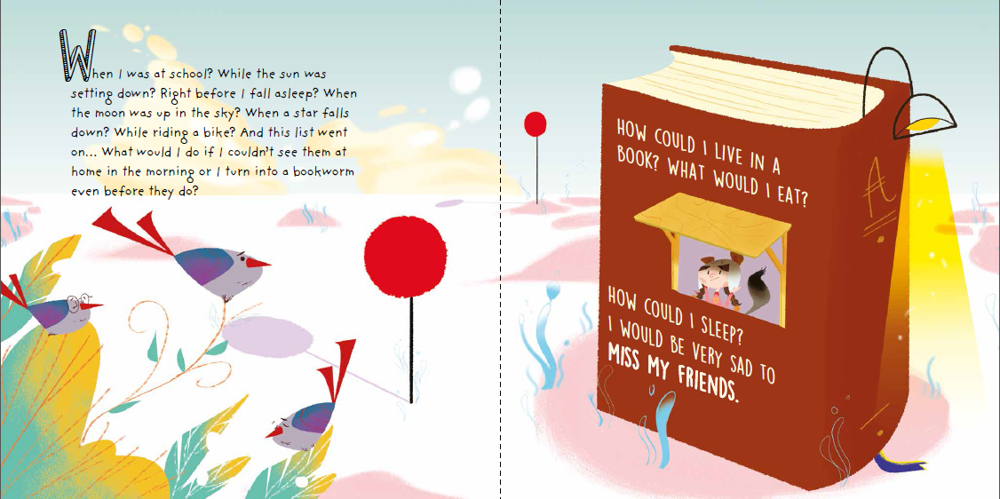 When I was at school? While the sun was
setting down? Right before I fall asleep? When
the moon was up in the sky? When a star falls
down? While riding a bike? And this list went
on... What would I do if I couldn't see them at
home in the morning or I turn into a bookworm
even before they do?
HOW COULD I LIVE IN A
BOOK? WHAT WOULD I EAT?
HOW COULD I SLEEP?
I WOULD BE VERY SAD TO
MISS MY FRIENDS.
A